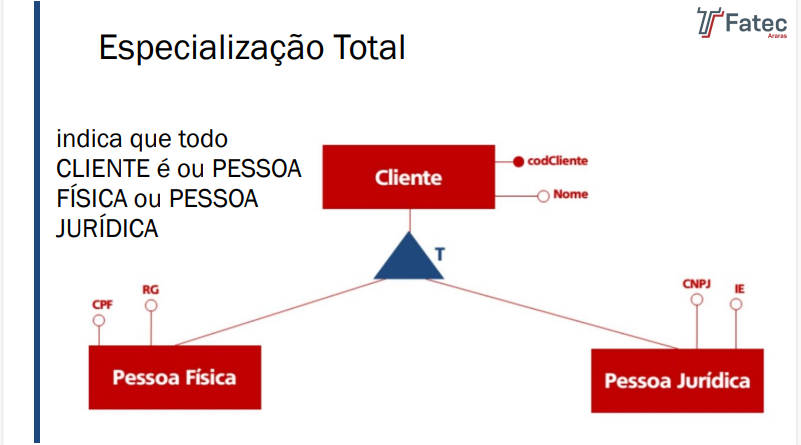 Fatec
Araras
Especialização Total
indica que todo
CLIENTE é ou PESSOA
FÍSICA ou PESSOA
JURÍDICA
Cliente
codCliente
Nome
T
CPF
RG
CNPJ
IE
Pessoa Física
Pessoa Jurídica